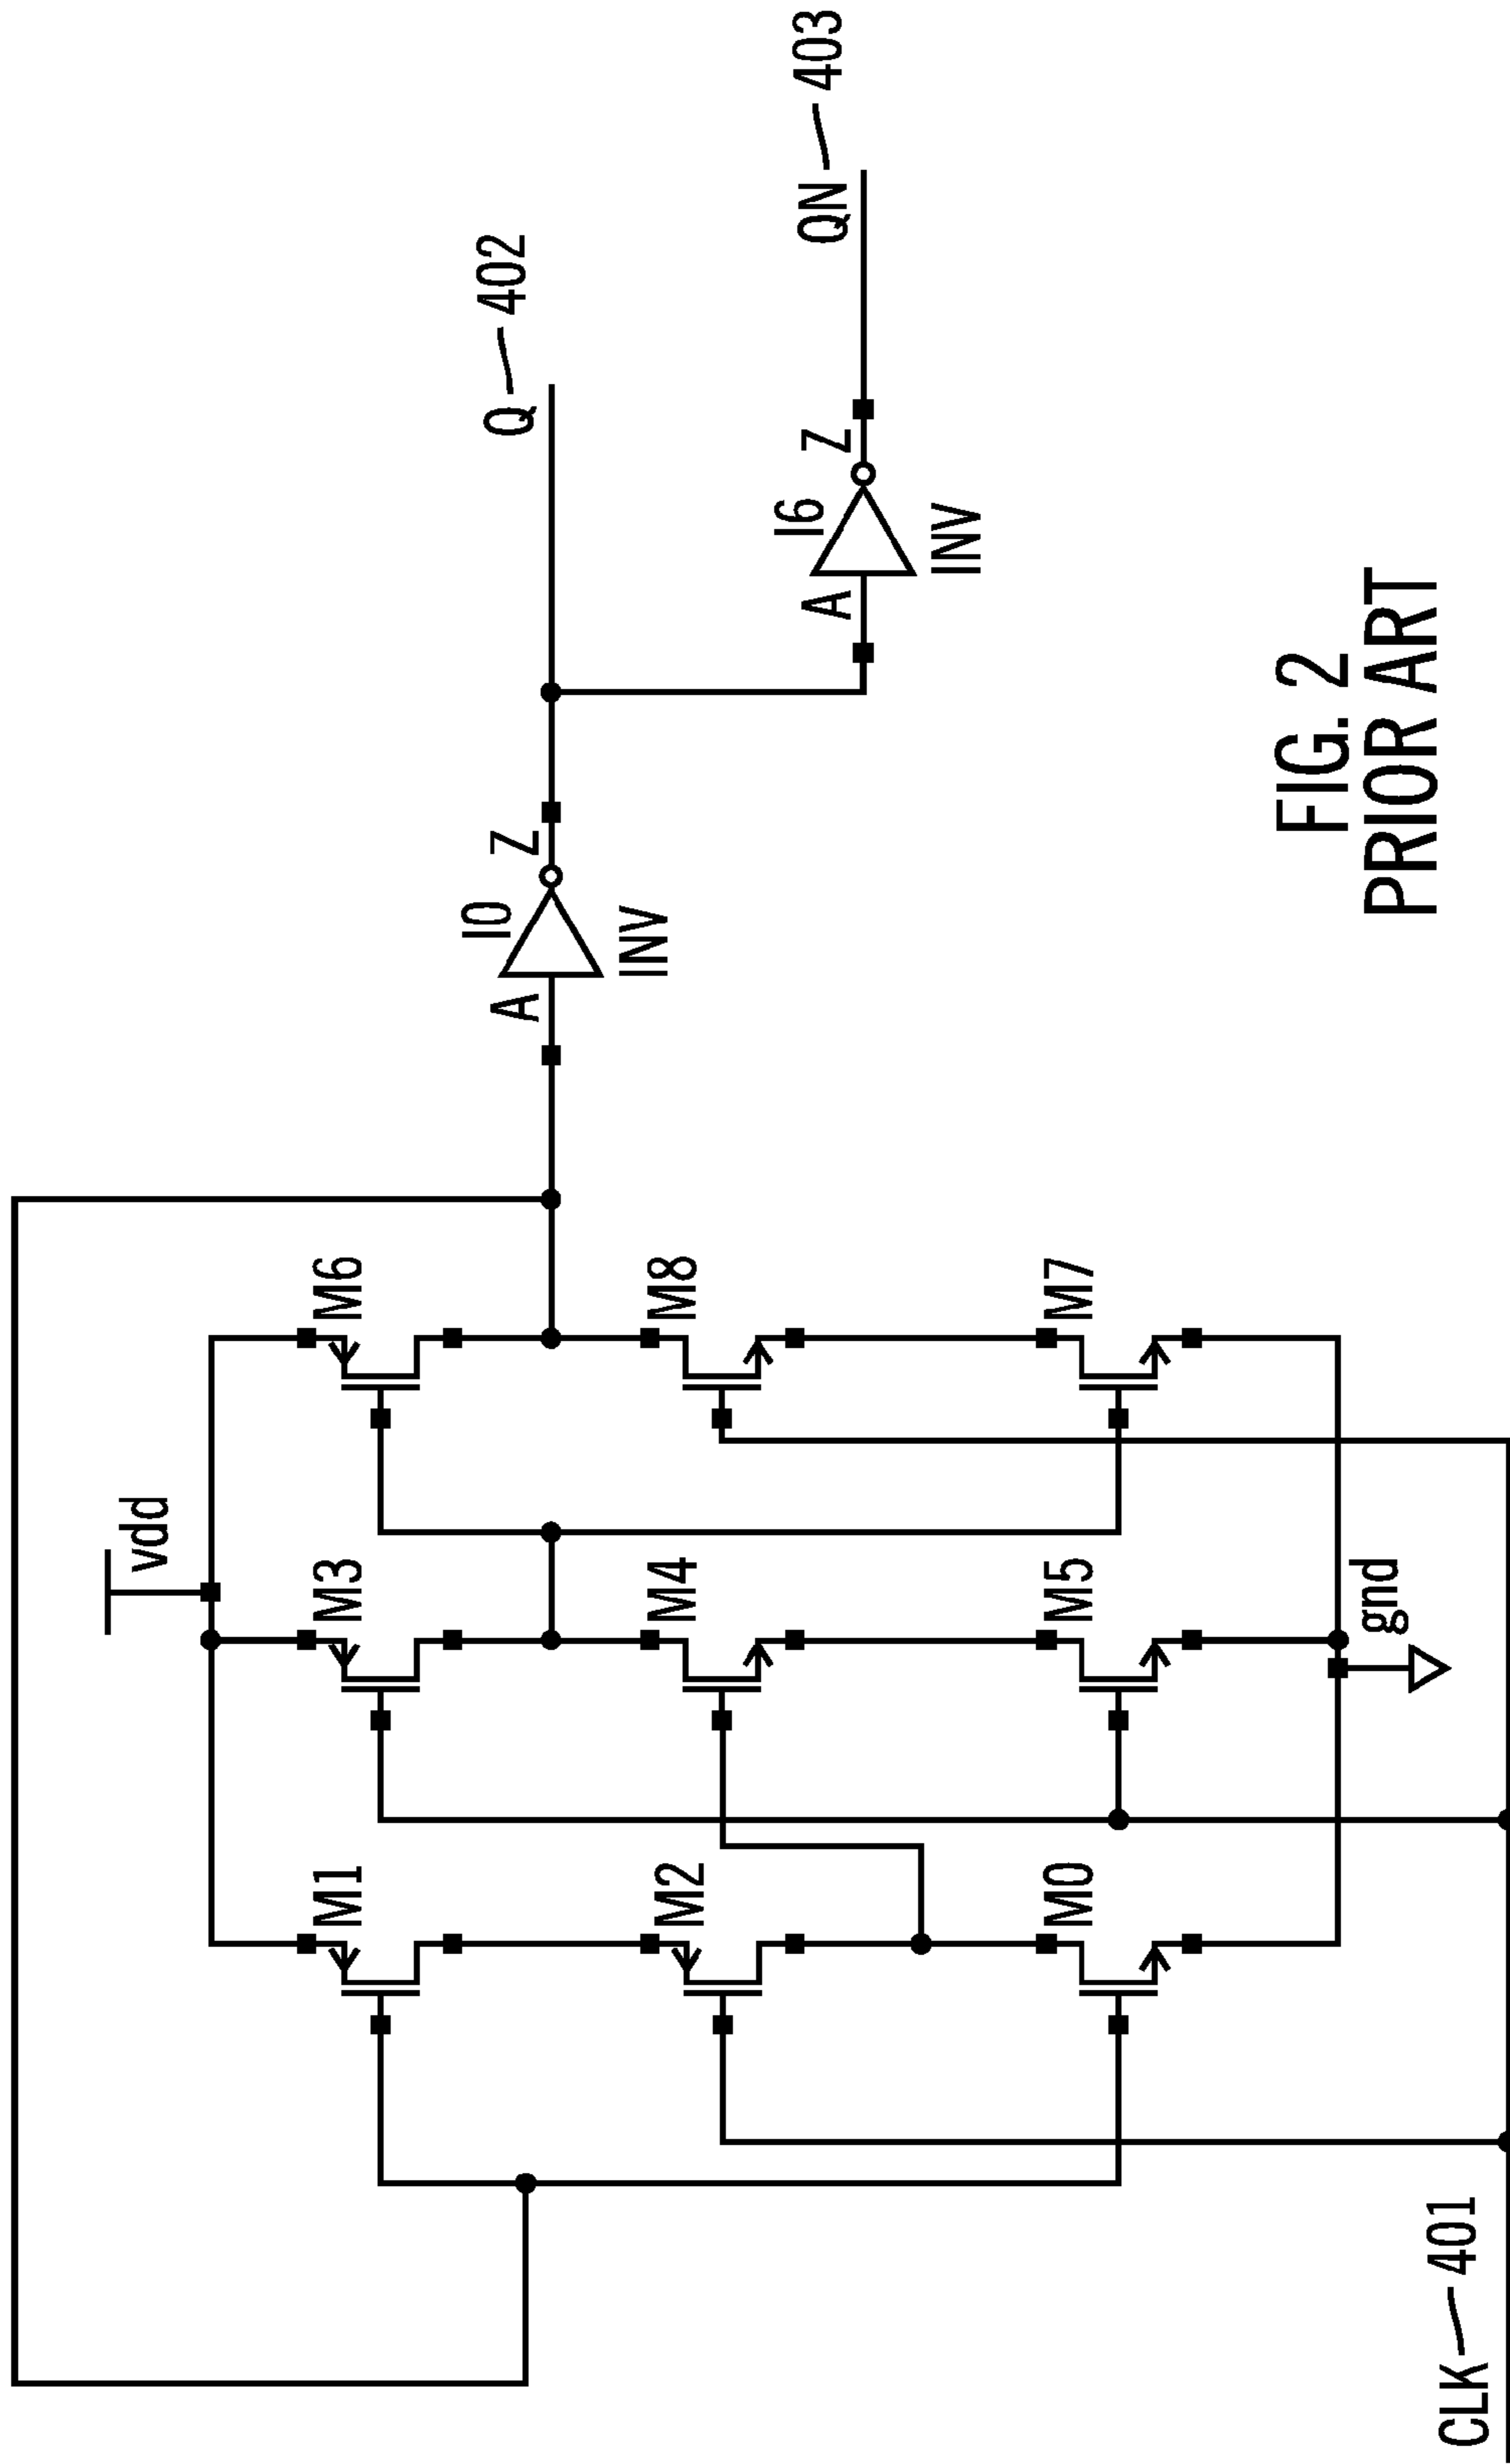 vdd
M1
M3
M6
M2
M4
M8
M0
M5
M7
gnd
CLK 401
A
I0
Z
INV
Q 402
A
I6
Z
INV
QN 403
FIG. 2
PRIOR ART